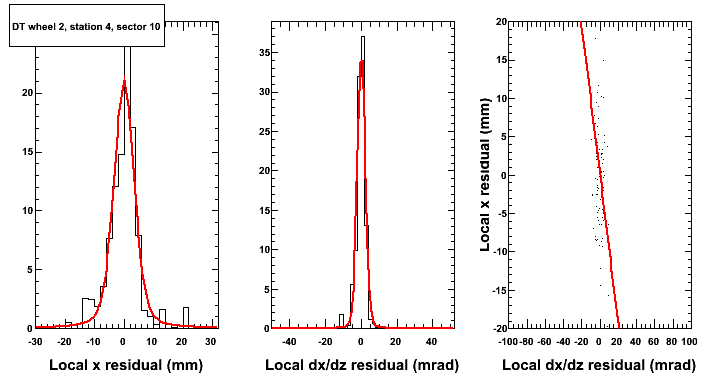 DT wheel 2, station 4, sector 10
20
15
10
5
0
-30 -20 -10 0 10 20 30
Local x residual (mm)
35
30
25
20
15
10
5
0
-40 -20 0 20 40
Local dx/dz residual (mrad)
Local x residual (mm)
20
15
10
5
0
-5
-10
-15
-20
-100 -80 -60 -40 -20 0 20 40 60 80 100
Local dx/dz residual (mrad)